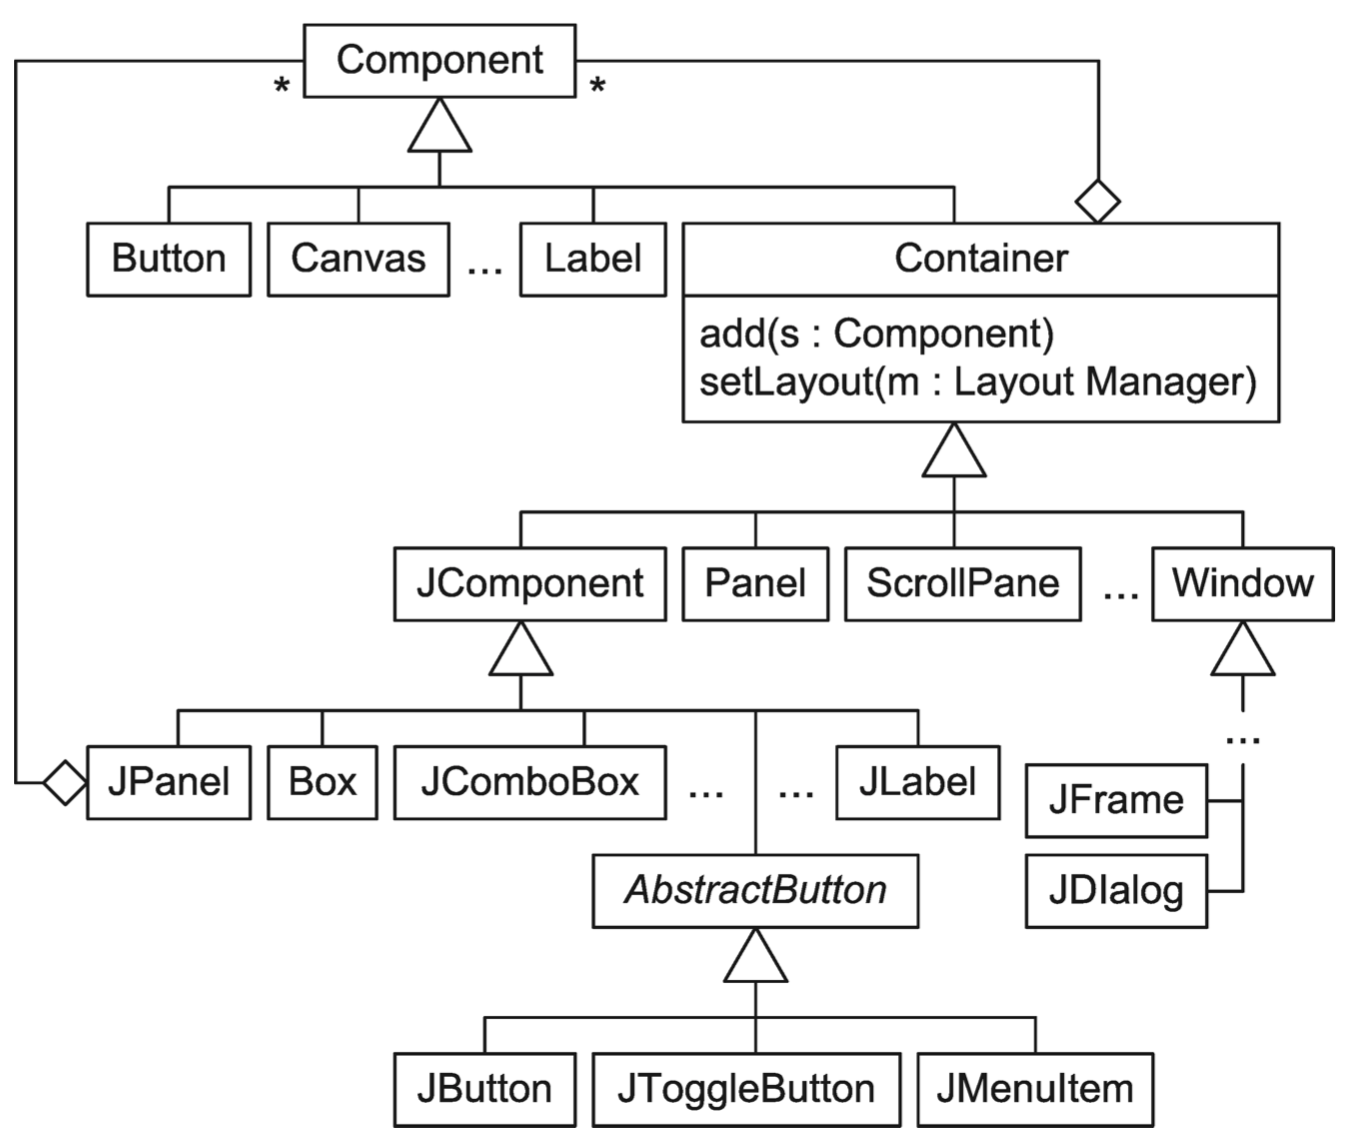 Component
* *
Button Canvas ... Label Container
add(s : Component)
setLayout(m : Layout Manager)
JComponent Panel ScrollPane ... Window
...
JPanel Box JComboBox ... ... JLabel JFrame
AbstractButton JDIalog
JButton JToggleButton JMenuItem